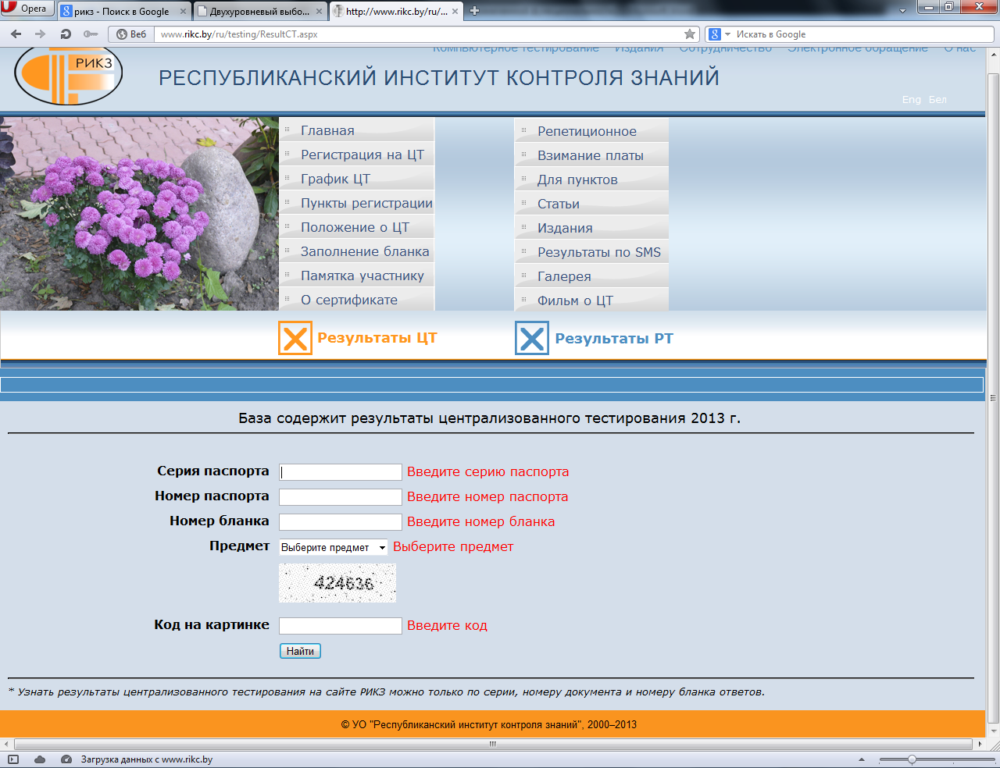 Opera
рикз - Поиск в Google
Двухуровневый выбо...
http://www.rikc.by/ru/...
Веб
www.rikc.by/ru/testing/ResultCT.aspx
Искать в Google
Компьютерное тестирование Издания Сотрудничество Электронное обращение О нас
РИКЗ
РЕСПУБЛИКАНСКИЙ ИНСТИТУТ КОНТРОЛЯ ЗНАНИЙ
Eng Бел
Главная
Регистрация на ЦТ
График ЦТ
Пункты регистрации
Положение о ЦТ
Заполнение бланка
Памятка участнику
О сертификате
Репетиционное
Взимание платы
Для пунктов
Статьи
Издания
Результаты по SMS
Галерея
Фильм о ЦТ
Результаты ЦТ
Результаты РТ
База содержит результаты централизованного тестирования 2013 г.
Серия паспорта Введите серию паспорта
Номер паспорта Введите номер паспорта
Номер бланка Введите номер бланка
Предмет Выберите предмет Выберите предмет
424636
Код на картинке Введите код
Найти
* Узнать результаты централизованного тестирования на сайте РИКЗ можно только по серии, номеру документа и номеру бланка ответов.
© УО "Республиканский институт контроля знаний", 2000–2013
Загрузка данных с www.rikc.by